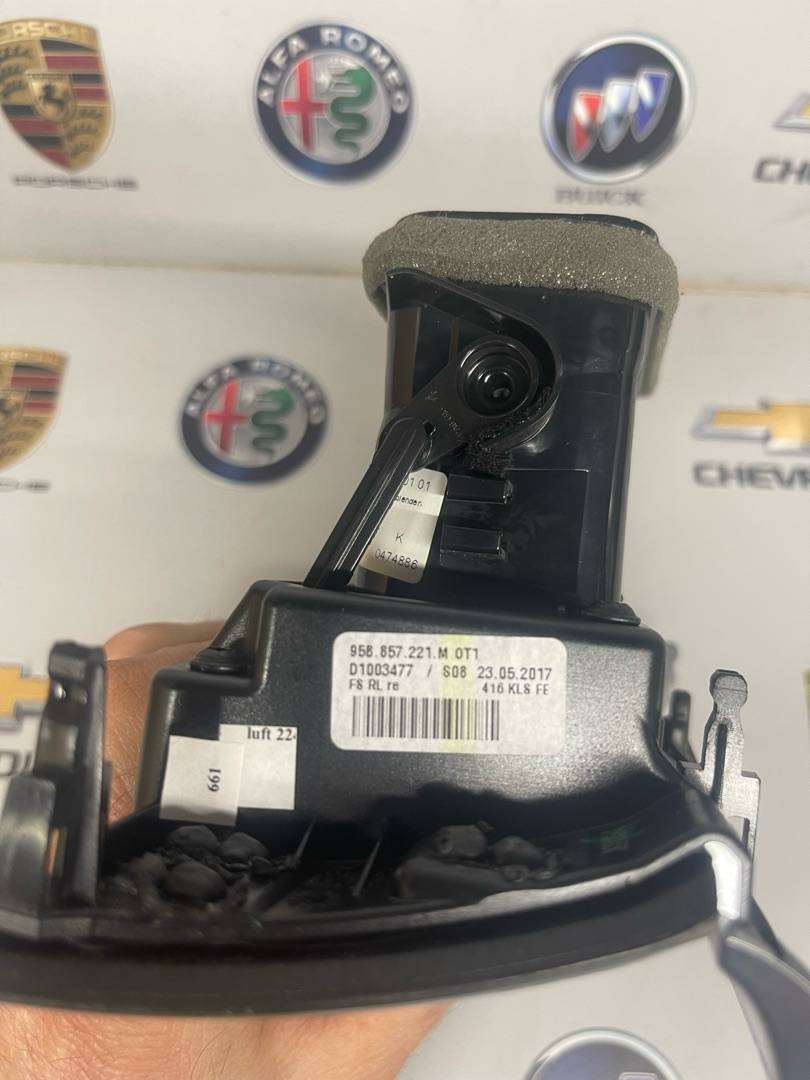 PORSCHE
ALFA ROMEO
BUICK
CHE
ALFA ROMEO
CHEVR
01 01
blenden
K
0474886
958.857.221.M 0T1
D1003477 / S08 23.05.2017
FS RL re 416 KLS FE
luft 22
661